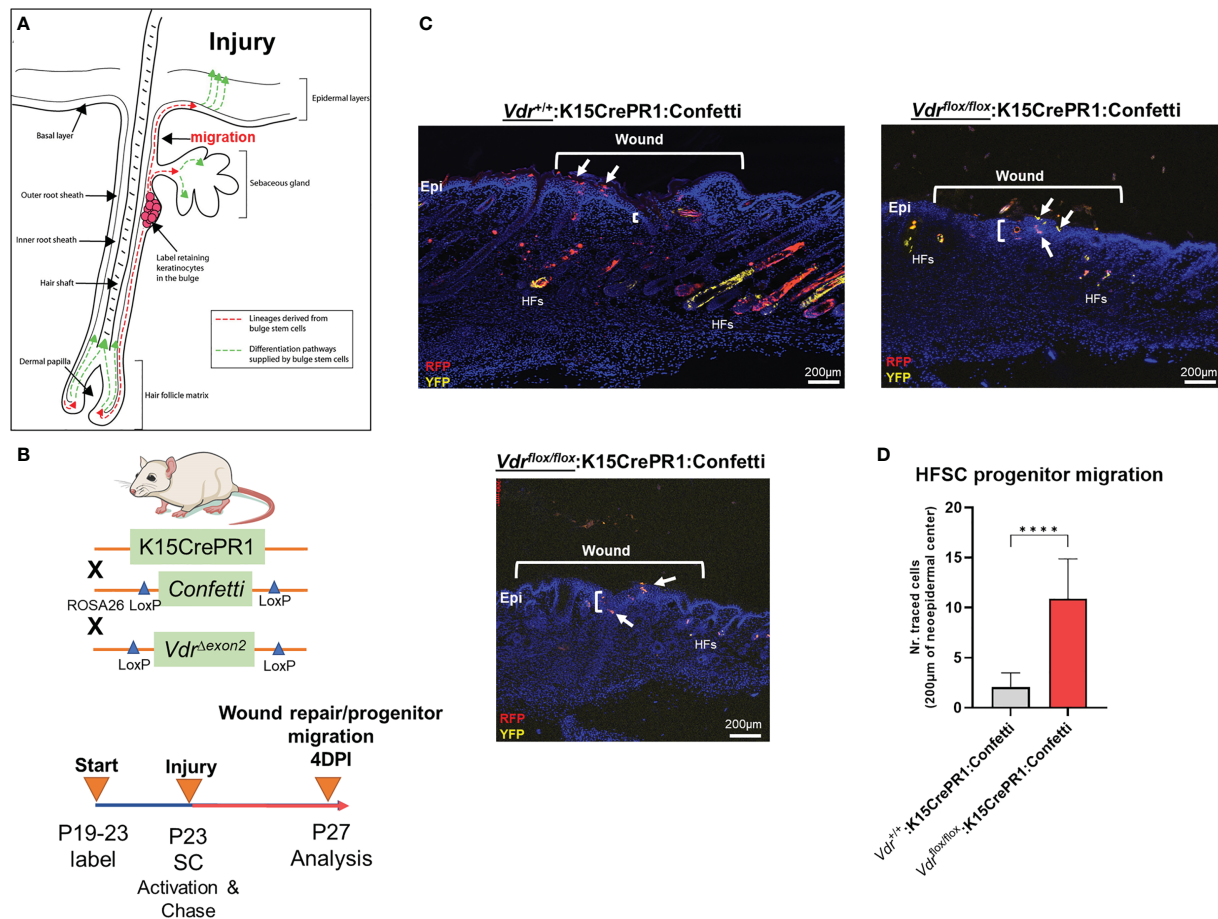 A
Injury
Epidermal layers
Basal layer
migration
Sebaceous gland
Outer root sheath
Inner root sheath
Label retaining
keratinocytes
in the bulge
Hair shaft
Lineages derived from
bulge stem cells
Differentiation pathways
supplied by bulge stem cells
Dermal papilla
Hair follicle matrix
B
K15CrePR1
X
Confetti
ROSA26 LoxP
LoxP
X
VdrΔexon2
LoxP
LoxP
Wound repair/progenitor
migration
4DPI
Start
Injury
P19-23
label
P23
SC
Activation &
Chase
P27
Analysis
C
Vdr+/+:K15CrePR1:Confetti
Wound
Epi
HFs
HFs
RFP
YFP
200µm
Vdrflox/flox:K15CrePR1:Confetti
Wound
Epi
HFs
HFs
RFP
YFP
200µm
Vdrflox/flox:K15CrePR1:Confetti
Wound
Epi
HFs
RFP
YFP
200µm
D
HFSC progenitor migration
Nr. traced cells
(200µm of neoepidermal center)
20
15
10
5
0
****
Vdr+/+:K15CrePR1:Confetti
Vdrflox/flox:K15CrePR1:Confetti